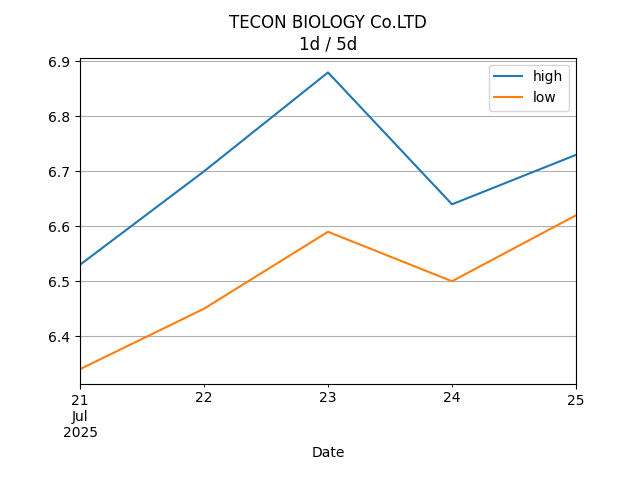 TECON BIOLOGY Co.LTD
1d / 5d
6.9
6.8
6.7
6.6
6.5
6.4
high
low
21 22 23 24 25
Jul
2025
Date